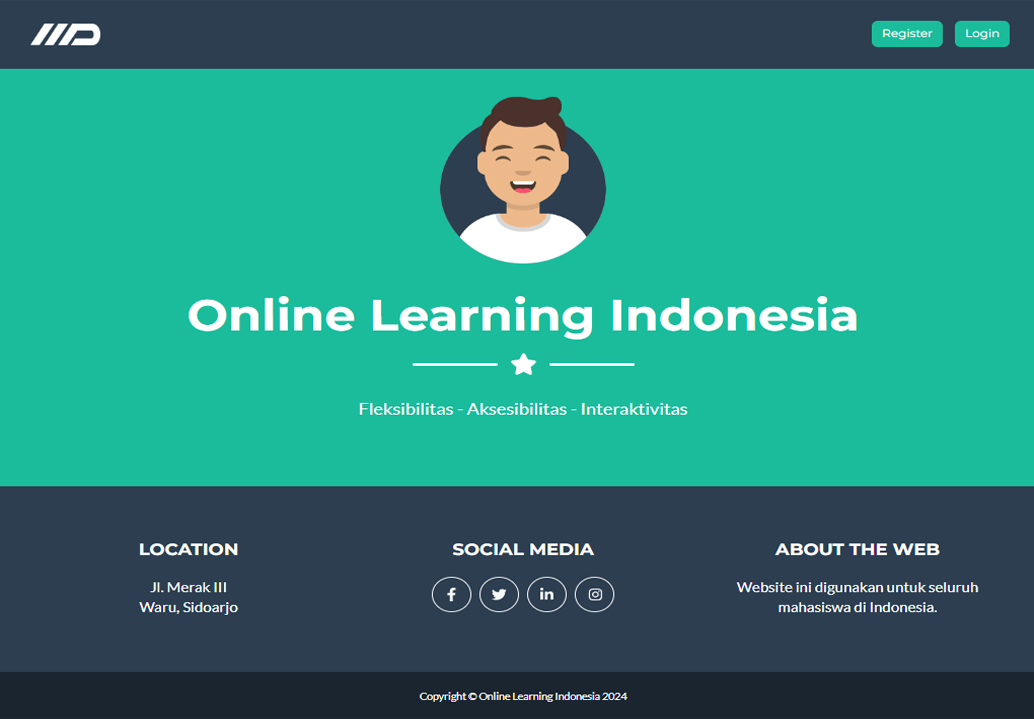 Register Login
Online Learning Indonesia
Fleksibilitas - Aksesibilitas - Interaktivitas
LOCATION
Jl. Merak III
Waru, Sidoarjo
SOCIAL MEDIA
ABOUT THE WEB
Website ini digunakan untuk seluruh
mahasiswa di Indonesia.
Copyright © Online Learning Indonesia 2024